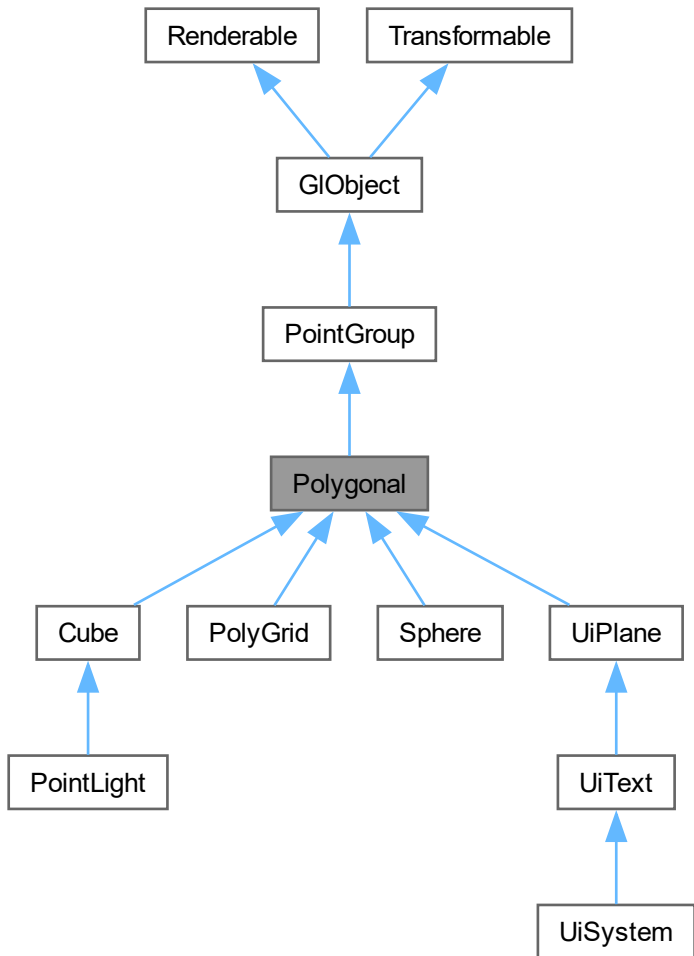 Renderable
Transformable
GlObject
PointGroup
Polygonal
Cube
PolyGrid
Sphere
UiPlane
PointLight
UiText
UiSystem